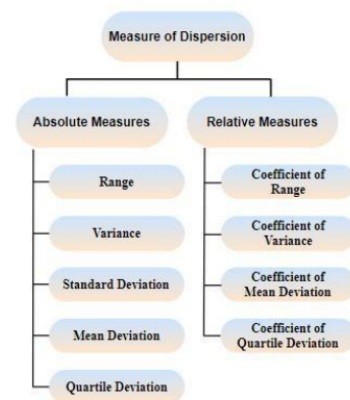 Measure of Dispersion
Absolute Measures
Range
Variance
Standard Deviation
Mean Deviation
Quartile Deviation
Relative Measures
Coefficient of
Range
Coefficient of
Variance
Coefficient of
Mean Deviation
Coefficient of
Quartile Deviation